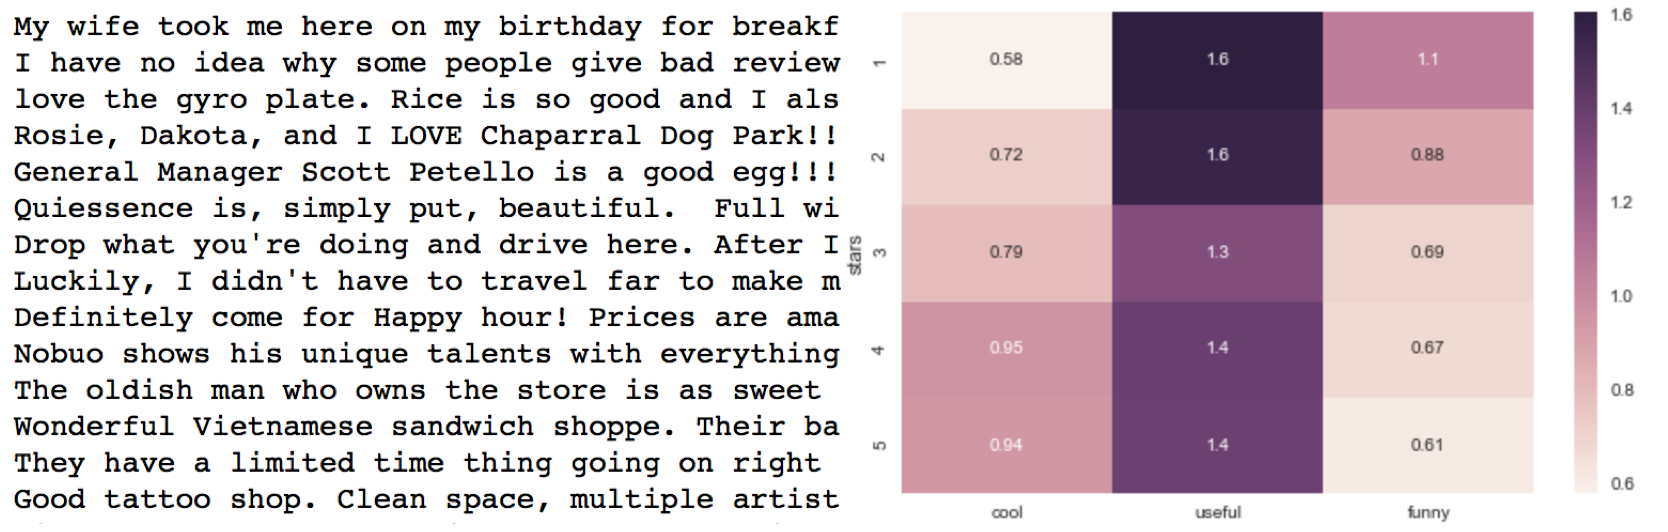 My wife took me here on my birthday for breakf
I have no idea why some people give bad review
love the gyro plate. Rice is so good and I als
Rosie, Dakota, and I LOVE Chaparral Dog Park!!
General Manager Scott Petello is a good egg!!!
Quiessence is, simply put, beautiful.  Full wi
Drop what you're doing and drive here. After I
Luckily, I didn't have to travel far to make m
Definitely come for Happy hour! Prices are ama
Nobuo shows his unique talents with everything
The oldish man who owns the store is as sweet
Wonderful Vietnamese sandwich shoppe. Their ba
They have a limited time thing going on right
Good tattoo shop. Clean space, multiple artist
stars
1 0.58 1.6 1.1
2 0.72 1.6 0.88
3 0.79 1.3 0.69
4 0.95 1.4 0.67
5 0.94 1.4 0.61
cool useful funny
1.6
1.4
1.2
1.0
0.8
0.6